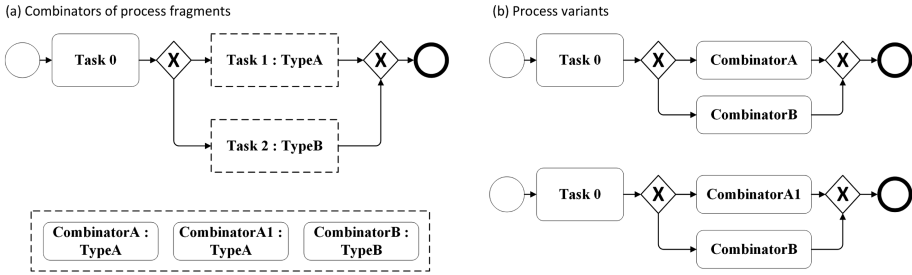 (a) Combinators of process fragments
Task 0
X
Task 1 : TypeA
X
Task 2 : TypeB
CombinatorA :
TypeA
CombinatorA1 :
TypeA
CombinatorB :
TypeB
(b) Process variants
Task 0
X
CombinatorA
X
CombinatorB
Task 0
X
CombinatorA1
X
CombinatorB